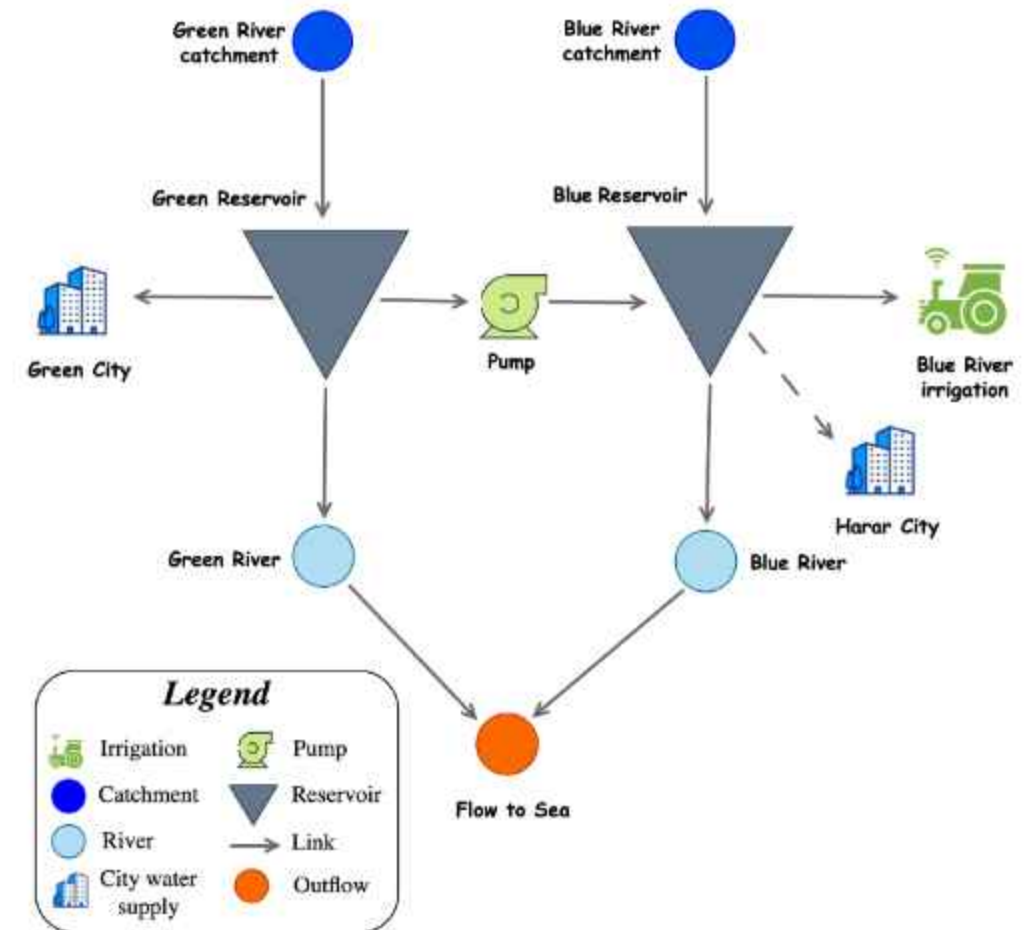 Green River
catchment
Blue River
catchment
Green Reservoir
Blue Reservoir
Green City
Pump
Blue River
irrigation
Harar City
Green River
Blue River
Flow to Sea
Legend
Irrigation
Pump
Catchment
Reservoir
River
Link
City water
supply
Outflow